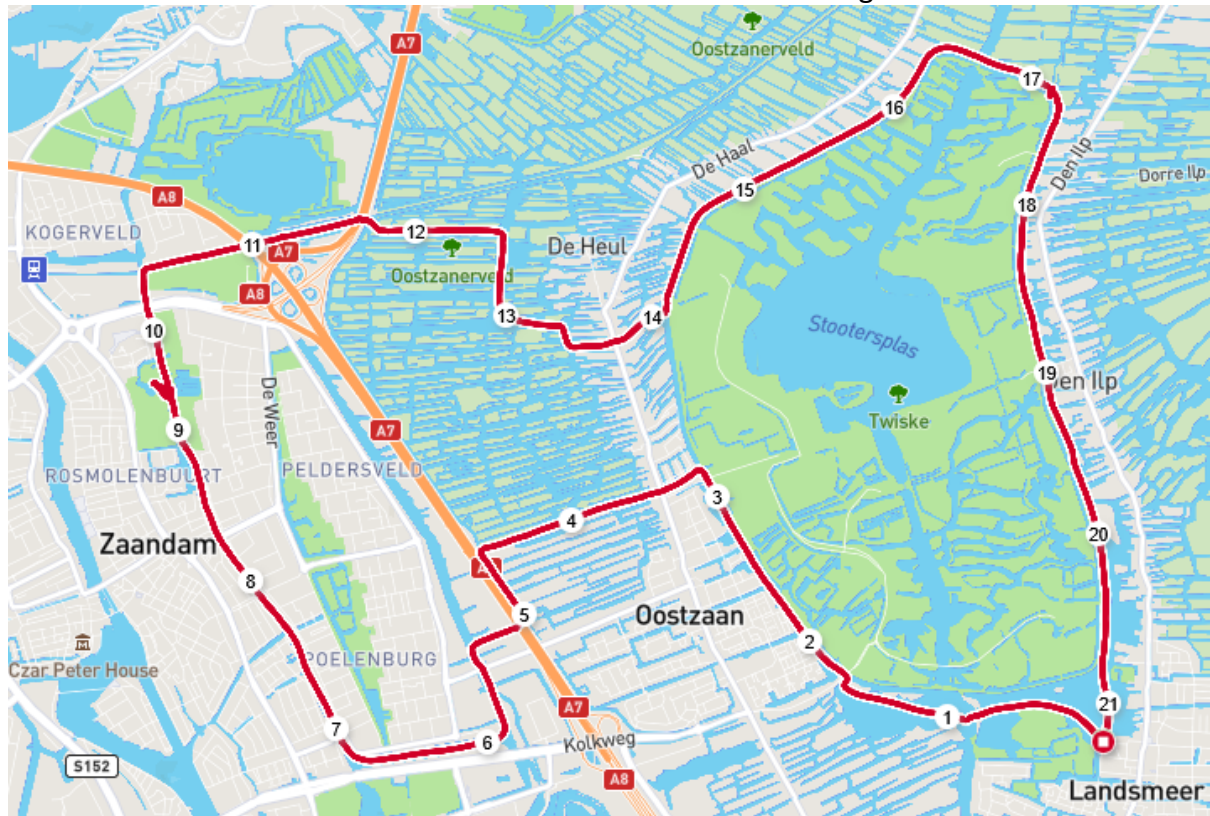 A7
Oostzanerveld
17
16
De Haal
Den Ilp
Dorre Ilp
A8
15
18
KOGERVELD
11
A7
12
De Heul
Oostzanerveld
A8
13
14
10
Stootersplas
19
Den Ilp
De Weer
Twiske
9
A7
ROSMOLENBUURT
PELDERSVELD
3
4
20
Zaandam
8
5
Oostzaan
2
Czar Peter House
POELENBURG
21
A7
1
7
6
Kolkweg
S152
A8
Landsmeer